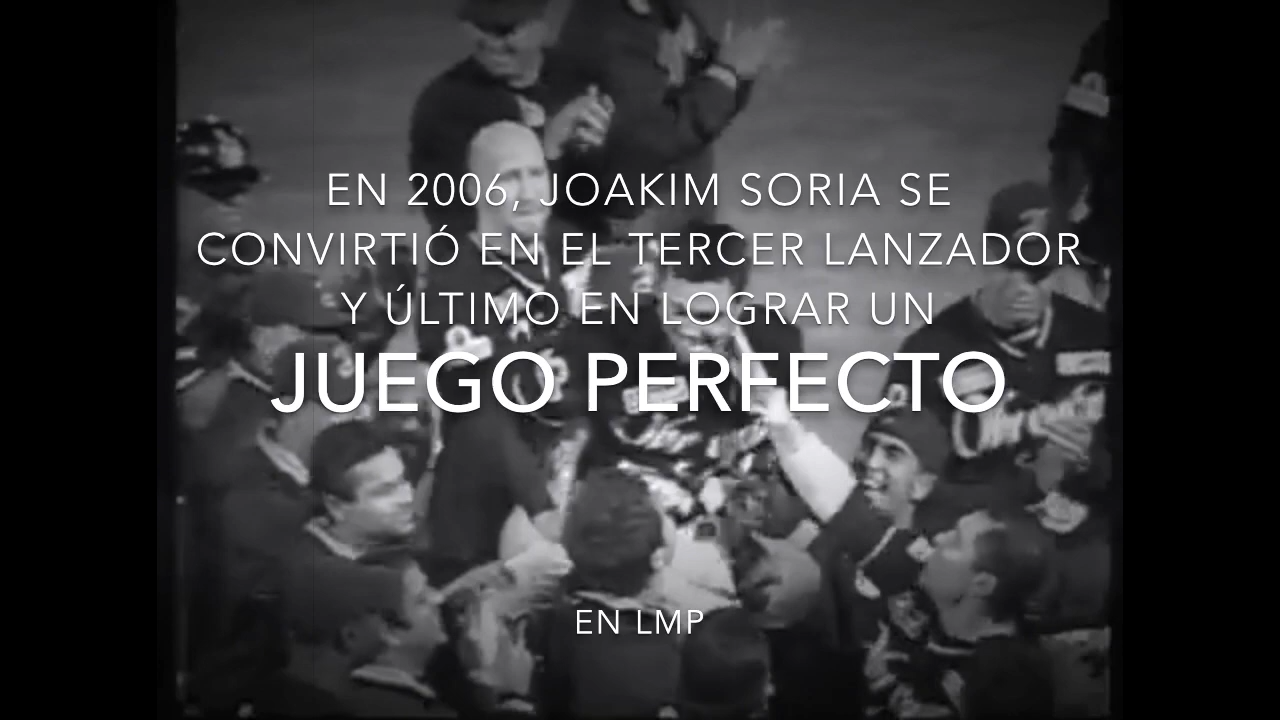 EN 2006, JOAKIM SORIA SE
CONVIRTIÓ EN EL TERCER LANZADOR
Y ÚLTIMO EN LOGRAR UN
JUEGO PERFECTO
EN LMP